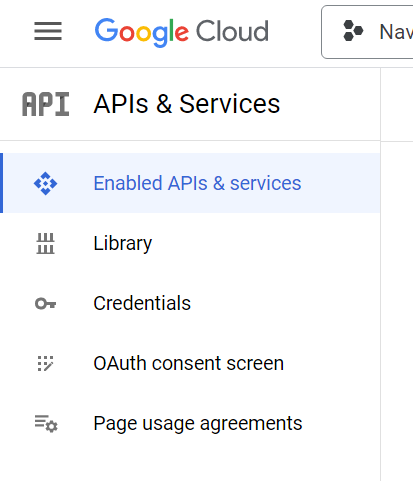 Google Cloud
Nav
API APIs & Services
Enabled APIs & services
Library
Credentials
OAuth consent screen
Page usage agreements